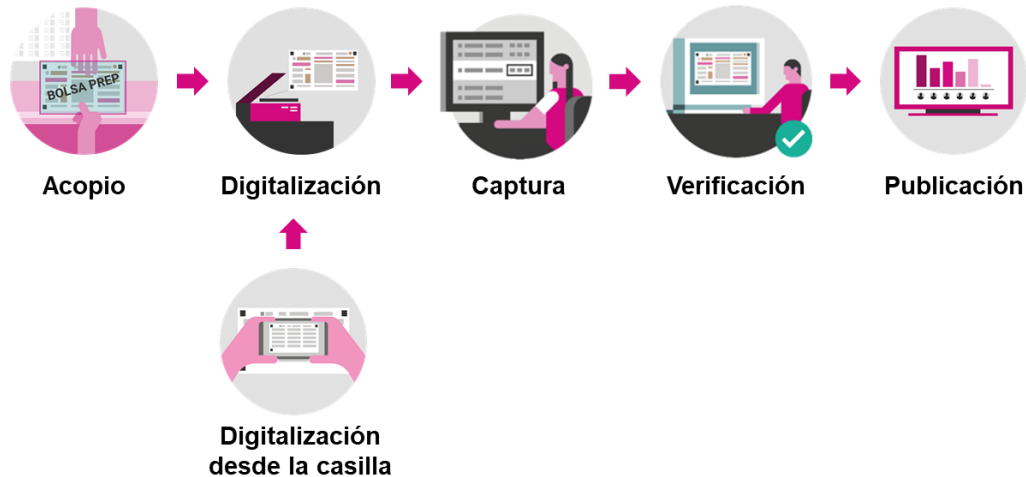 BOLSA PREP
Acopio
Digitalización
Captura
Verificación
Publicación
Digitalización
desde la casilla